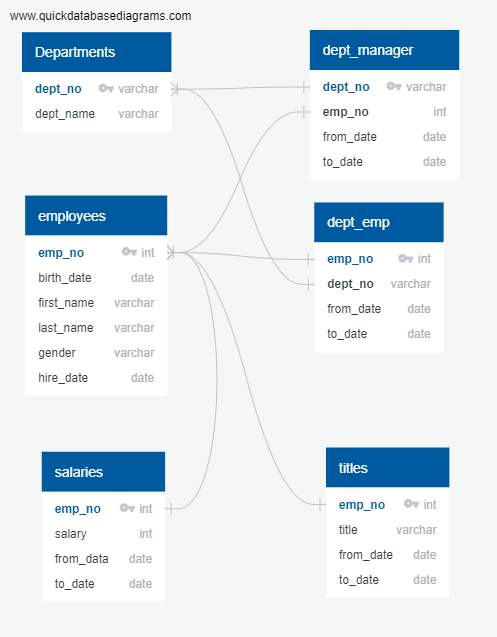 www.quickdatabasediagrams.com
Departments
dept_no varchar
dept_name varchar
dept_manager
dept_no varchar
emp_no int
from_date date
to_date date
employees
emp_no int
birth_date date
first_name varchar
last_name varchar
gender varchar
hire_date date
dept_emp
emp_no int
dept_no varchar
from_date date
to_date date
salaries
emp_no int
salary int
from_data date
to_date date
titles
emp_no int
title varchar
from_date date
to_date date